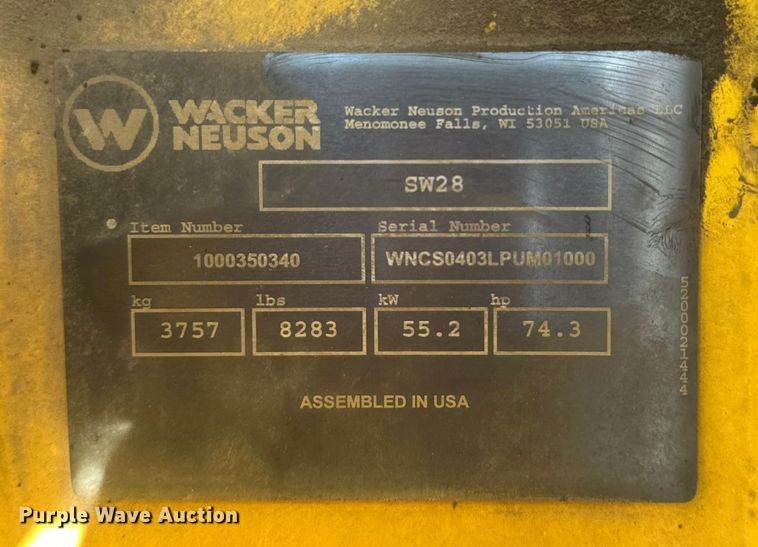 W
WACKER
NEUSON
Wacker Neuson Production Americas LLC
Menomonee Falls, WI 53051 USA
SW28
Item Number
Serial Number
1000350340
WNCS0403LPUM01000
kg
lbs
kW
hp
3757
8283
55.2
74.3
5200021444
ASSEMBLED IN USA
Purple Wave Auction